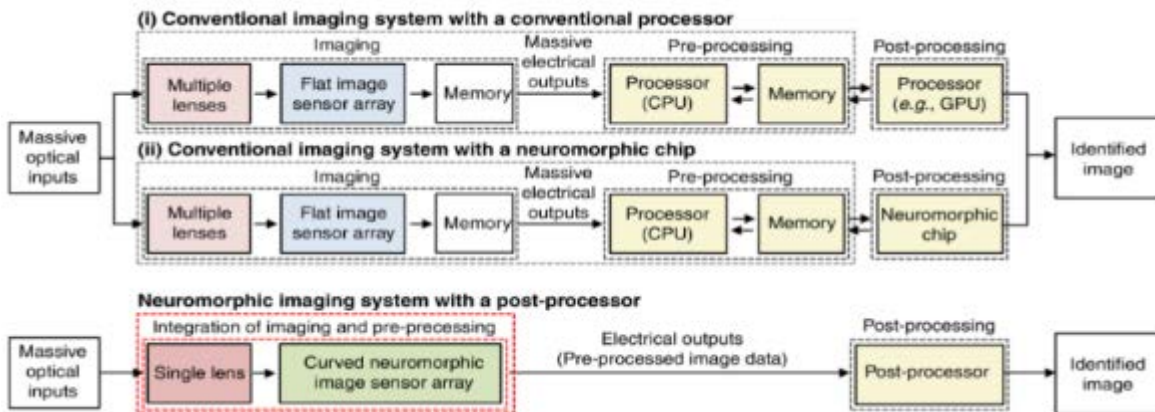 (i) Conventional imaging system with a conventional processor
Imaging
Massive
electrical
outputs
Pre-processing
Post-processing
Multiple
lenses
Flat image
sensor array
Memory
Processor
(CPU)
Memory
Processor
(e.g., GPU)
Massive
optical
inputs
(ii) Conventional imaging system with a neuromorphic chip
Identified
image
Imaging
Massive
electrical
outputs
Pre-processing
Post-processing
Multiple
lenses
Flat image
sensor array
Memory
Processor
(CPU)
Memory
Neuromorphic
chip
Neuromorphic imaging system with a post-processor
Integration of imaging and pre-precessing
Electrical outputs
(Pre-processed image data)
Post-processing
Massive
optical
inputs
Single lens
Curved neuromorphic
image sensor array
Post-processor
Identified
image